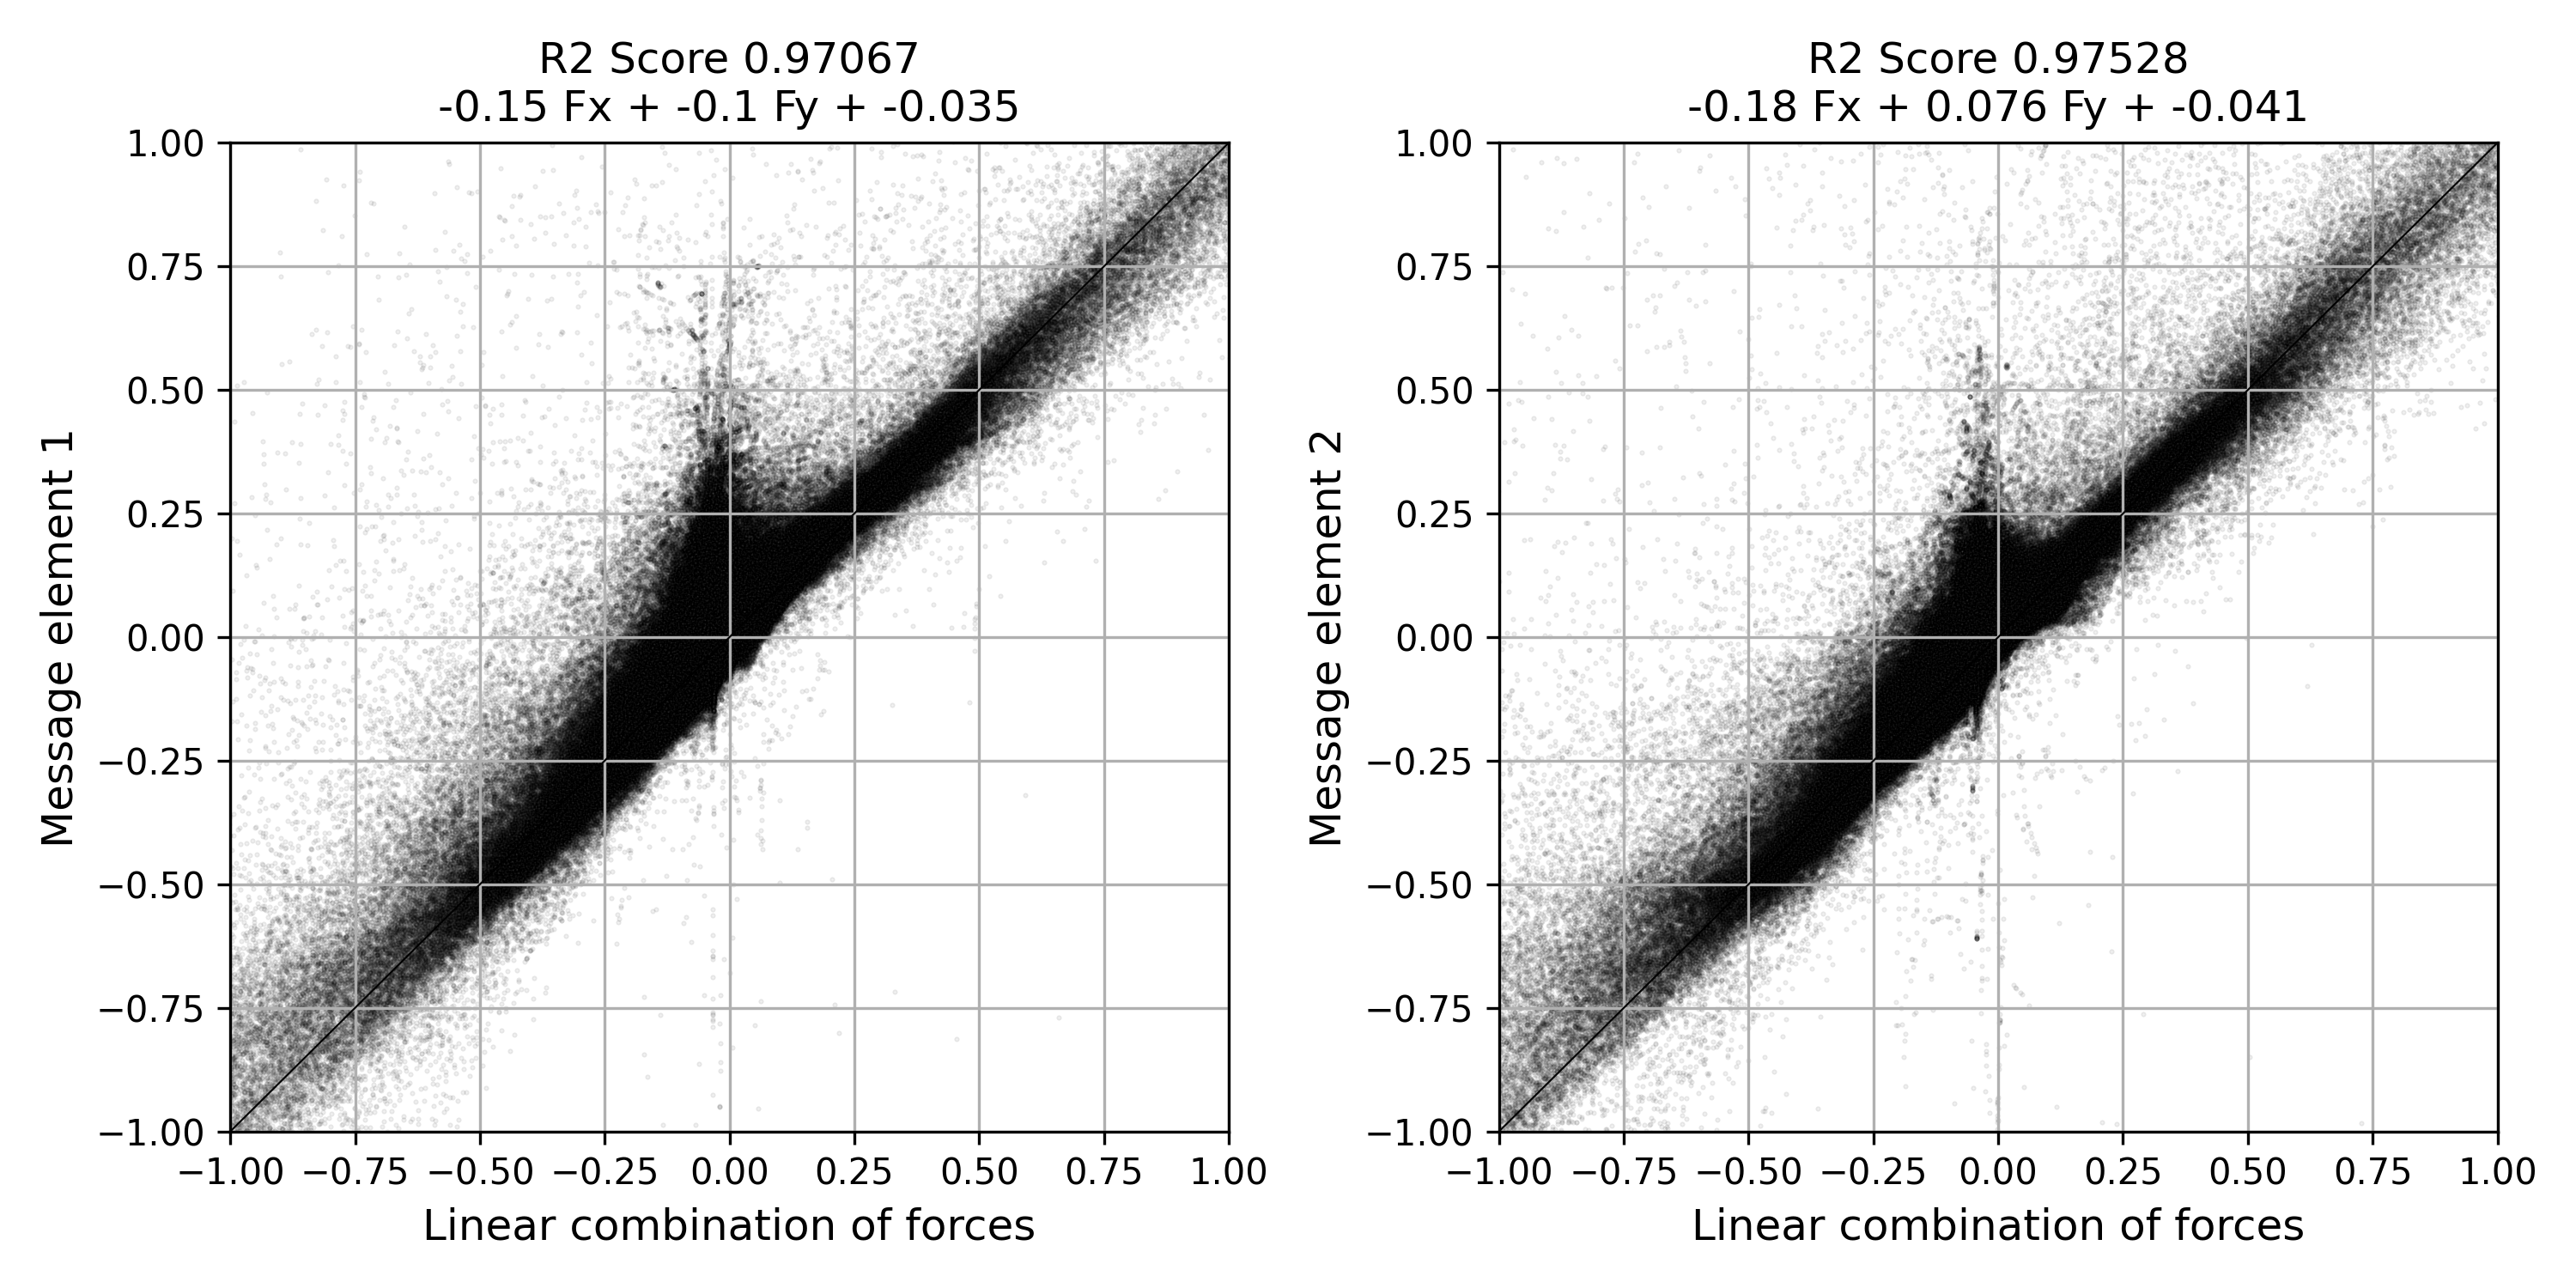 R2 Score 0.97067
-0.15 Fx + -0.1 Fy + -0.035
1.00
0.75
0.50
0.25
0.00
−0.25
−0.50
−0.75
−1.00
Message element 1
−1.00 −0.75 −0.50 −0.25 0.00 0.25 0.50 0.75 1.00
Linear combination of forces
R2 Score 0.97528
-0.18 Fx + 0.076 Fy + -0.041
1.00
0.75
0.50
0.25
0.00
−0.25
−0.50
−0.75
−1.00
Message element 2
−1.00 −0.75 −0.50 −0.25 0.00 0.25 0.50 0.75 1.00
Linear combination of forces